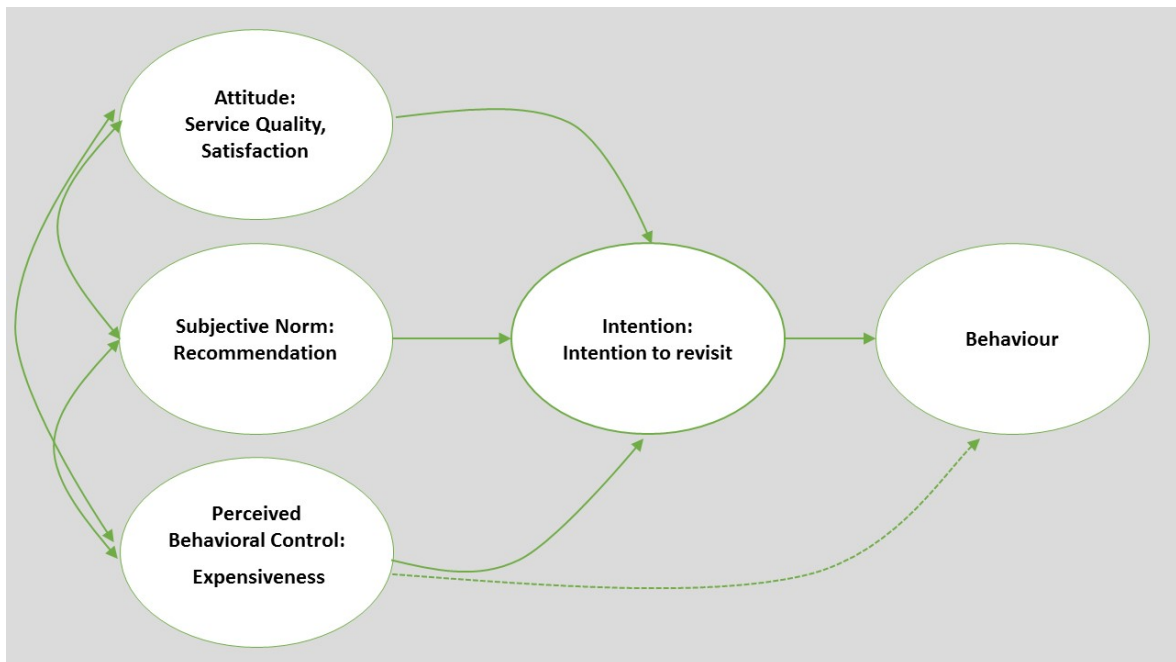 Attitude:
Service Quality,
Satisfaction
Subjective Norm:
Recommendation
Intention:
Intention to revisit
Behaviour
Perceived
Behavioral Control:
Expensiveness